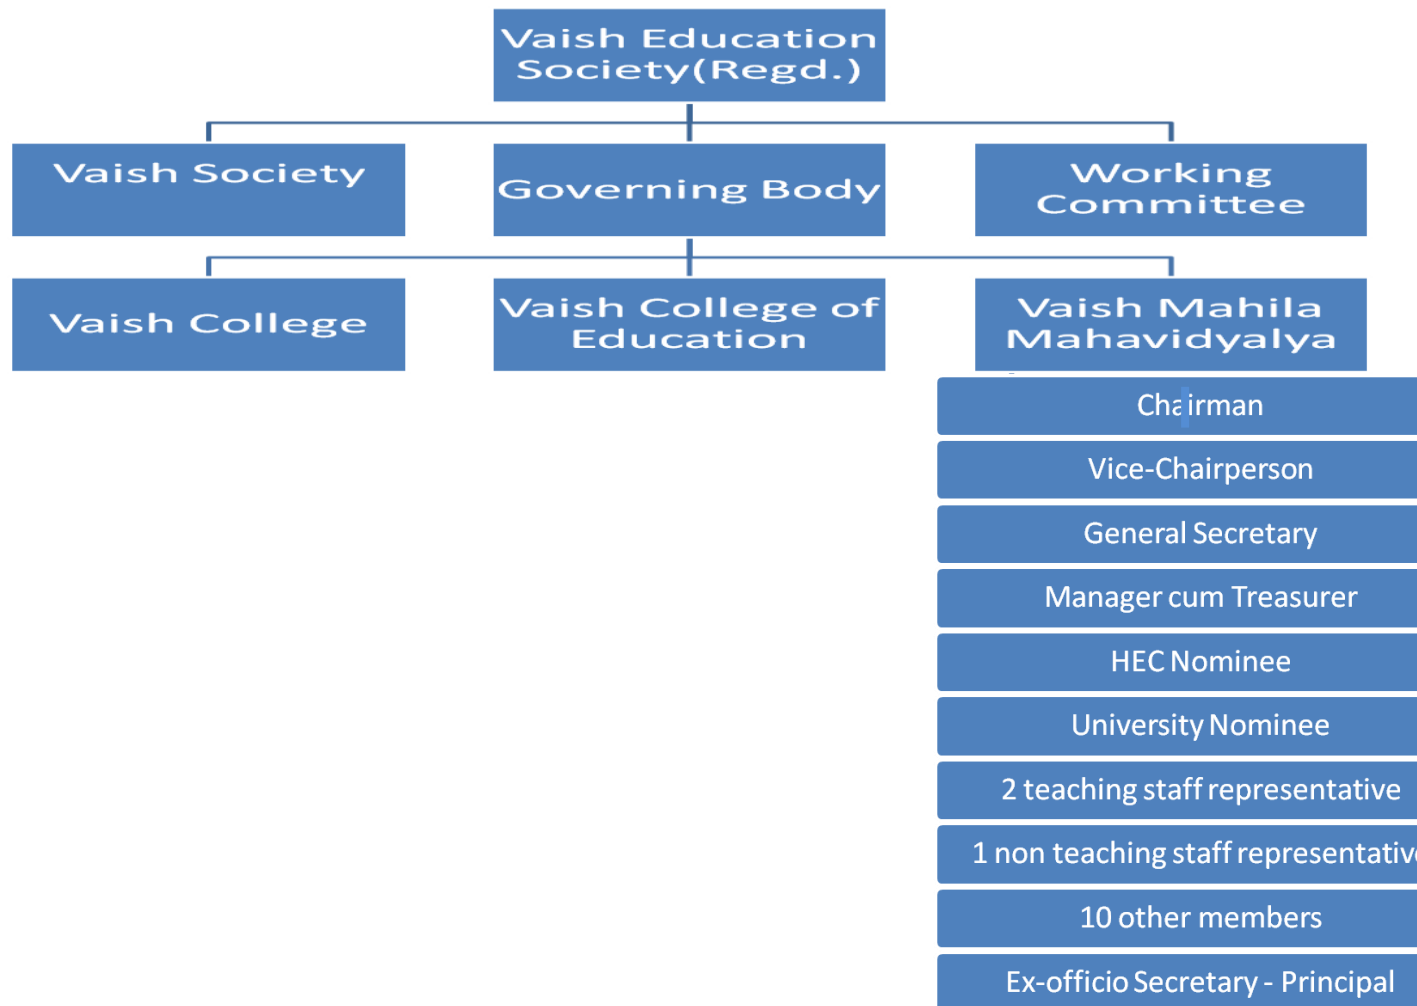 Vaish Education
Society(Regd.)
Vaish Society
Governing Body
Working
Committee
Vaish College
Vaish College of
Education
Vaish Mahila
Mahavidyalya
Chairman
Vice-Chairperson
General Secretary
Manager cum Treasurer
HEC Nominee
University Nominee
2 teaching staff representative
1 non teaching staff representative
10 other members
Ex-officio Secretary - Principal